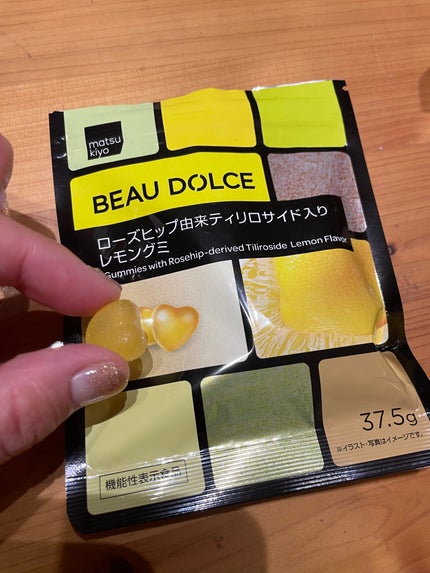 matsu
kiyo
BEAU DOLCE
ローズヒップ由来ティリロサイド入り
レモングミ
Gummies with Rosehip-derived Tiliroside Lemon Flavor
37.5g
※イラスト・写真はイメージです。
機能性表示食品